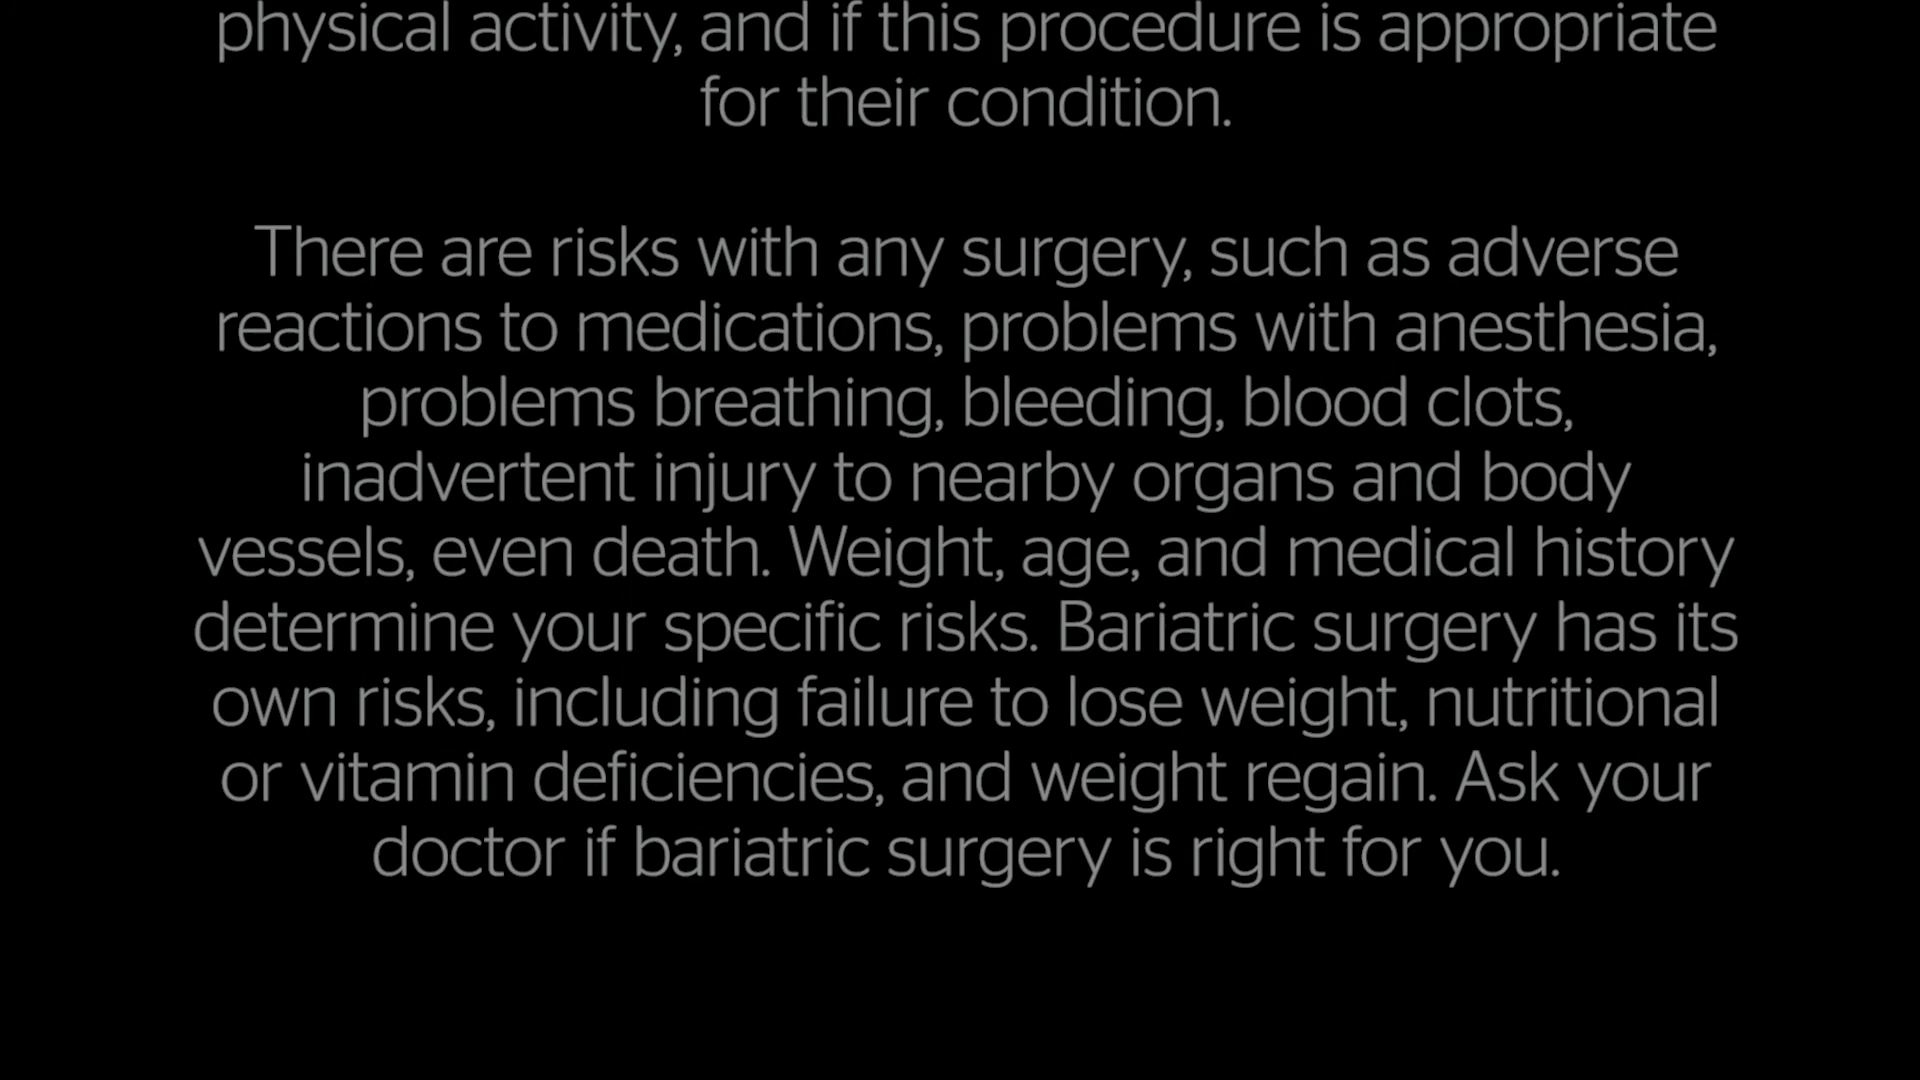 physical activity, and if this procedure is appropriate
for their condition.
There are risks with any surgery, such as adverse
reactions to medications, problems with anesthesia,
problems breathing, bleeding, blood clots,
inadvertent injury to nearby organs and body
vessels, even death. Weight, age, and medical history
determine your specific risks. Bariatric surgery has its
own risks, including failure to lose weight, nutritional
or vitamin deficiencies, and weight regain. Ask your
doctor if bariatric surgery is right for you.